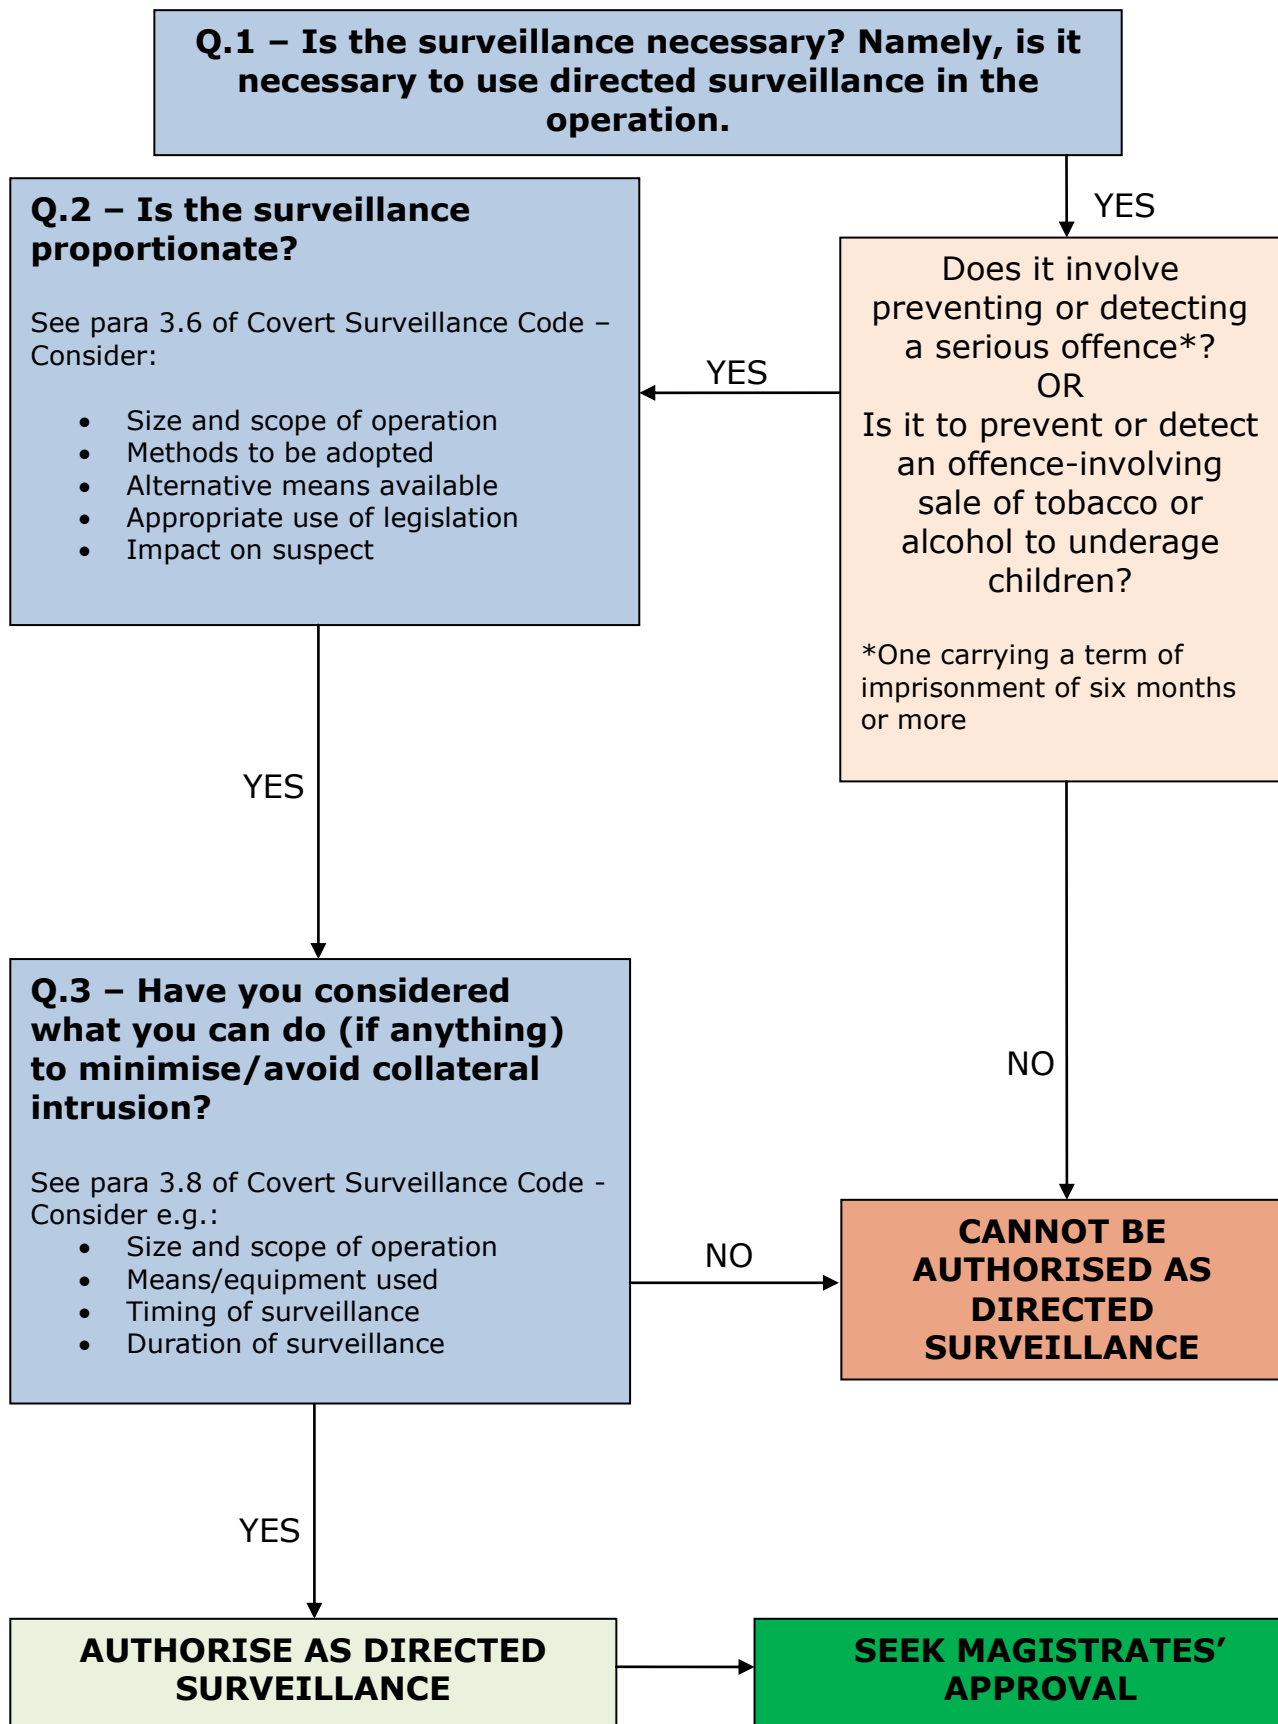 Q.1 – Is the surveillance necessary? Namely, is it
necessary to use directed surveillance in the
operation.
YES
Does it involve
preventing or detecting
a serious offence*?
OR
Is it to prevent or detect
an offence-involving
sale of tobacco or
alcohol to underage
children?
*One carrying a term of
imprisonment of six months
or more
YES
Q.2 – Is the surveillance
proportionate?
See para 3.6 of Covert Surveillance Code –
Consider:
• Size and scope of operation
• Methods to be adopted
• Alternative means available
• Appropriate use of legislation
• Impact on suspect
YES
Q.3 – Have you considered
what you can do (if anything)
to minimise/avoid collateral
intrusion?
See para 3.8 of Covert Surveillance Code -
Consider e.g.:
• Size and scope of operation
• Means/equipment used
• Timing of surveillance
• Duration of surveillance
NO
NO
CANNOT BE
AUTHORISED AS
DIRECTED
SURVEILLANCE
YES
AUTHORISE AS DIRECTED
SURVEILLANCE
SEEK MAGISTRATES’
APPROVAL